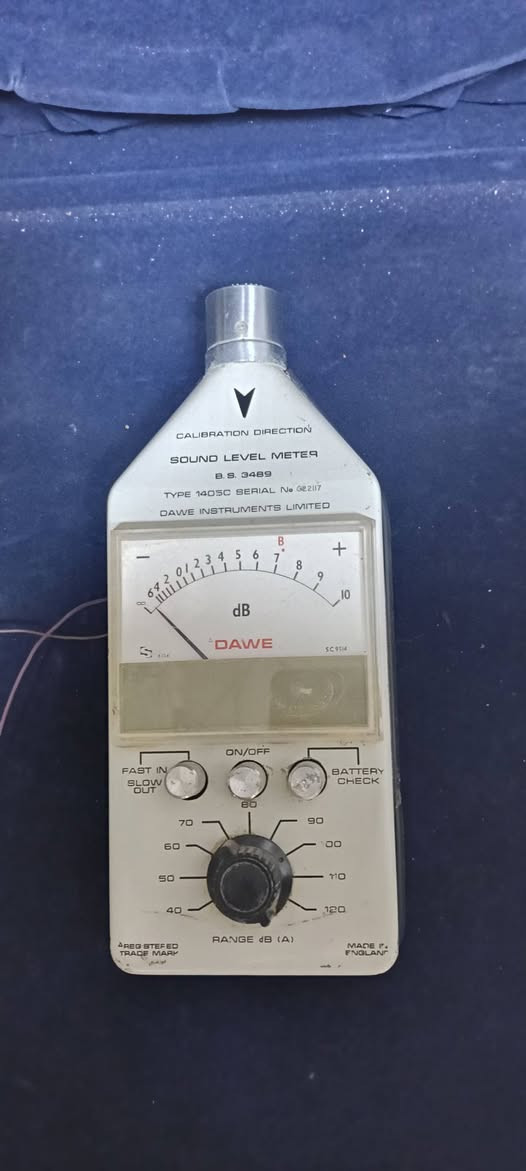 CALIBRATION DIRECTION
SOUND LEVEL METER
B.S. 3489
TYPE 1405C SERIAL No
DAWE INSTRUMENTS LIMITED
B
− +
∞ 6 4 2 0 1 2 3 4 5 6 7 8 9 10
dB
DAWE
ON/OFF
FAST IN
SLOW OUT
BATTERY CHECK
80
70 90
60 100
50 110
40 120
RANGE dB (A)
REGISTERED TRADE MARK
MADE IN ENGLAND